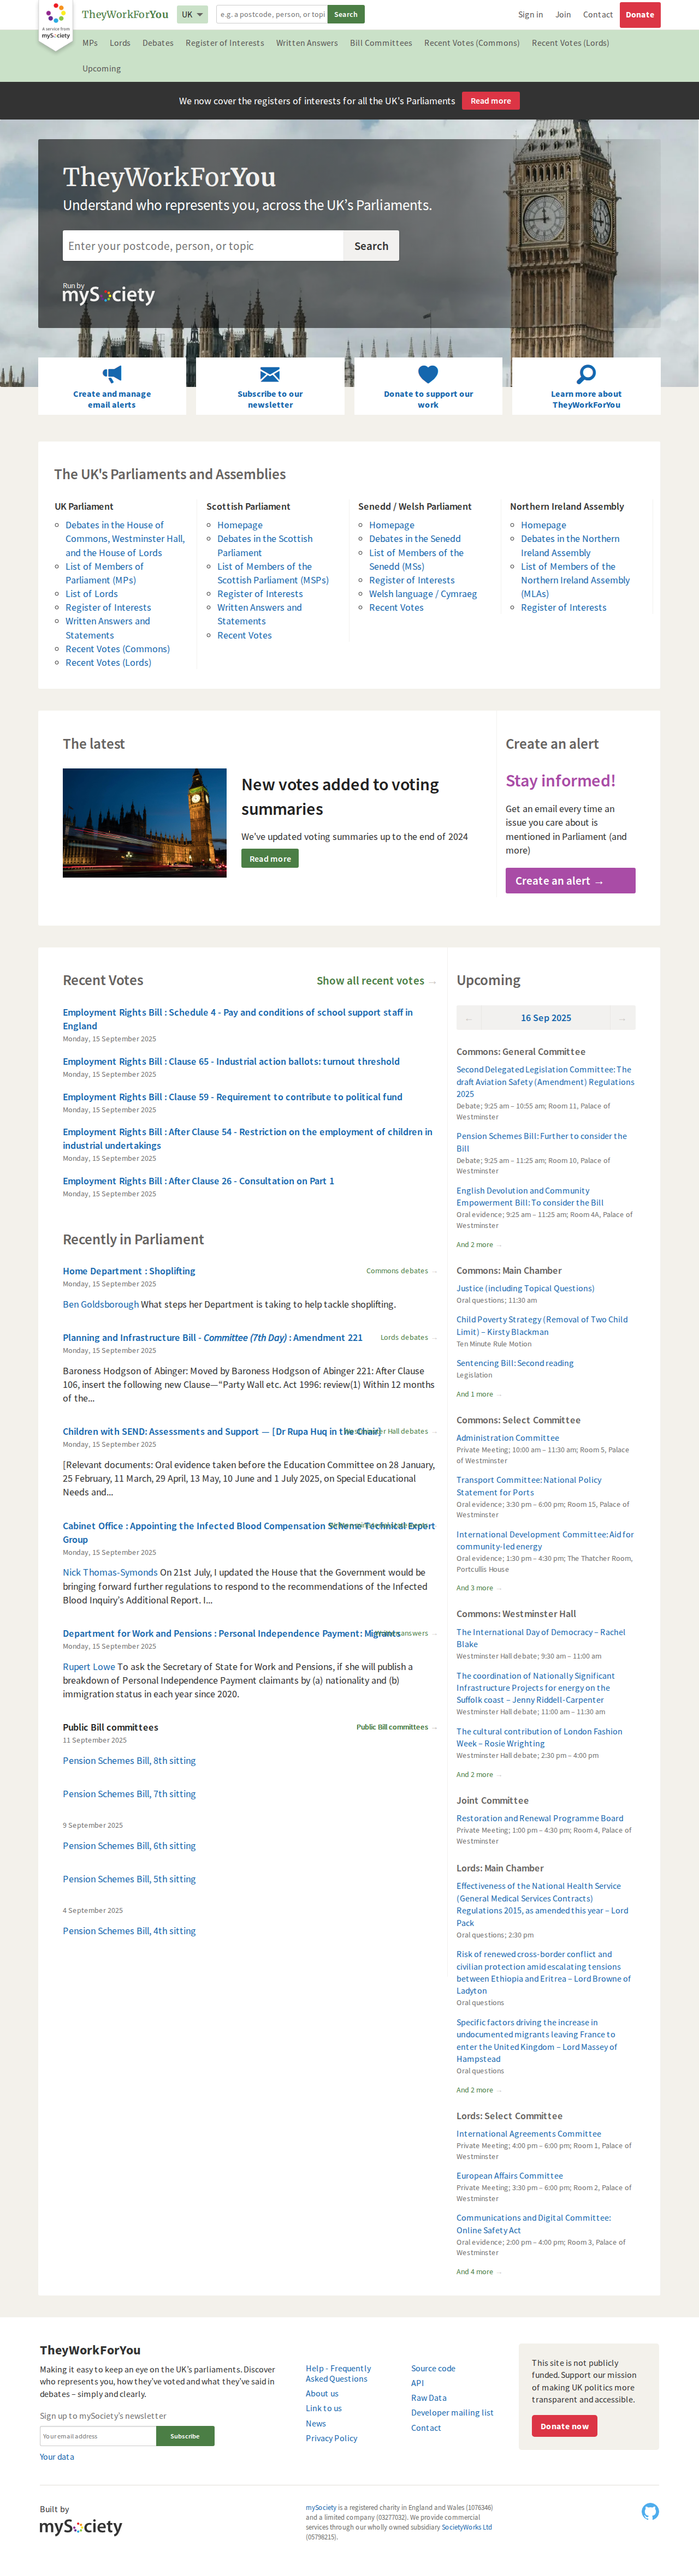 A service from
mySociety
TheyWorkForYou
UK
e.g. a postcode, person, or topi
Search
Sign in
Join
Contact
Donate
MPs
Lords
Debates
Register of Interests
Written Answers
Bill Committees
Recent Votes (Commons)
Recent Votes (Lords)
Upcoming
We now cover the registers of interests for all the UK's Parliaments
Read more
TheyWorkForYou
Understand who represents you, across the UK’s Parliaments.
Enter your postcode, person, or topic
Search
Run by
mySociety
Create and manage
email alerts
Subscribe to our
newsletter
Donate to support our
work
Learn more about
TheyWorkForYou
The UK's Parliaments and Assemblies
UK Parliament
Debates in the House of
Commons, Westminster Hall,
and the House of Lords
List of Members of
Parliament (MPs)
List of Lords
Register of Interests
Written Answers and
Statements
Recent Votes (Commons)
Recent Votes (Lords)
Scottish Parliament
Homepage
Debates in the Scottish
Parliament
List of Members of the
Scottish Parliament (MSPs)
Register of Interests
Written Answers and
Statements
Recent Votes
Senedd / Welsh Parliament
Homepage
Debates in the Senedd
List of Members of the
Senedd (MSs)
Register of Interests
Welsh language / Cymraeg
Recent Votes
Northern Ireland Assembly
Homepage
Debates in the Northern
Ireland Assembly
List of Members of the
Northern Ireland Assembly
(MLAs)
Register of Interests
The latest
New votes added to voting
summaries
We've updated voting summaries up to the end of 2024
Read more
Create an alert
Stay informed!
Get an email every time an
issue you care about is
mentioned in Parliament (and
more)
Create an alert →
Recent Votes
Show all recent votes →
Employment Rights Bill : Schedule 4 - Pay and conditions of school support staff in
England
Monday, 15 September 2025
Employment Rights Bill : Clause 65 - Industrial action ballots: turnout threshold
Monday, 15 September 2025
Employment Rights Bill : Clause 59 - Requirement to contribute to political fund
Monday, 15 September 2025
Employment Rights Bill : After Clause 54 - Restriction on the employment of children in
industrial undertakings
Monday, 15 September 2025
Employment Rights Bill : After Clause 26 - Consultation on Part 1
Monday, 15 September 2025
Recently in Parliament
Home Department : Shoplifting
Commons debates →
Monday, 15 September 2025
Ben Goldsborough What steps her Department is taking to help tackle shoplifting.
Planning and Infrastructure Bill - Committee (7th Day) : Amendment 221
Lords debates →
Monday, 15 September 2025
Baroness Hodgson of Abinger: Moved by Baroness Hodgson of Abinger 221: After Clause
106, insert the following new Clause—“Party Wall etc. Act 1996: review(1) Within 12 months
of the...
Children with SEND: Assessments and Support — [Dr Rupa Huq in the Chair]
Westminster Hall debates →
Monday, 15 September 2025
[Relevant documents: Oral evidence taken before the Education Committee on 28 January,
25 February, 11 March, 29 April, 13 May, 10 June and 1 July 2025, on Special Educational
Needs and...
Cabinet Office : Appointing the Infected Blood Compensation Scheme Technical Expert
Group
Monday, 15 September 2025
Nick Thomas-Symonds On 21st July, I updated the House that the Government would be
bringing forward further regulations to respond to the recommendations of the Infected
Blood Inquiry’s Additional Report. I...
Department for Work and Pensions : Personal Independence Payment: Migrants
Written answers →
Monday, 15 September 2025
Rupert Lowe To ask the Secretary of State for Work and Pensions, if she will publish a
breakdown of Personal Independence Payment claimants by (a) nationality and (b)
immigration status in each year since 2020.
Public Bill committees
Public Bill committees →
11 September 2025
Pension Schemes Bill, 8th sitting
Pension Schemes Bill, 7th sitting
9 September 2025
Pension Schemes Bill, 6th sitting
Pension Schemes Bill, 5th sitting
4 September 2025
Pension Schemes Bill, 4th sitting
Upcoming
← 16 Sep 2025 →
Commons: General Committee
Second Delegated Legislation Committee: The
draft Aviation Safety (Amendment) Regulations
2025
Debate; 9:25 am – 10:55 am; Room 11, Palace of
Westminster
Pension Schemes Bill: Further to consider the
Bill
Debate; 9:25 am – 11:25 am; Room 10, Palace of
Westminster
English Devolution and Community
Empowerment Bill: To consider the Bill
Oral evidence; 9:25 am – 11:25 am; Room 4A, Palace of
Westminster
And 2 more →
Commons: Main Chamber
Justice (including Topical Questions)
Oral questions; 11:30 am
Child Poverty Strategy (Removal of Two Child
Limit) – Kirsty Blackman
Ten Minute Rule Motion
Sentencing Bill: Second reading
Legislation
And 1 more →
Commons: Select Committee
Administration Committee
Private Meeting; 10:00 am – 11:30 am; Room 5, Palace
of Westminster
Transport Committee: National Policy
Statement for Ports
Oral evidence; 3:30 pm – 6:00 pm; Room 15, Palace of
Westminster
International Development Committee: Aid for
community-led energy
Oral evidence; 1:30 pm – 4:30 pm; The Thatcher Room,
Portcullis House
And 3 more →
Commons: Westminster Hall
The International Day of Democracy – Rachel
Blake
Westminster Hall debate; 9:30 am – 11:00 am
The coordination of Nationally Significant
Infrastructure Projects for energy on the
Suffolk coast – Jenny Riddell-Carpenter
Westminster Hall debate; 11:00 am – 11:30 am
The cultural contribution of London Fashion
Week – Rosie Wrighting
Westminster Hall debate; 2:30 pm – 4:00 pm
And 2 more →
Joint Committee
Restoration and Renewal Programme Board
Private Meeting; 1:00 pm – 4:30 pm; Room 4, Palace of
Westminster
Lords: Main Chamber
Effectiveness of the National Health Service
(General Medical Services Contracts)
Regulations 2015, as amended this year – Lord
Pack
Oral questions; 2:30 pm
Risk of renewed cross-border conflict and
civilian protection amid escalating tensions
between Ethiopia and Eritrea – Lord Browne of
Ladyton
Oral questions
Specific factors driving the increase in
undocumented migrants leaving France to
enter the United Kingdom – Lord Massey of
Hampstead
Oral questions
And 2 more →
Lords: Select Committee
International Agreements Committee
Private Meeting; 4:00 pm – 6:00 pm; Room 1, Palace of
Westminster
European Affairs Committee
Private Meeting; 3:30 pm – 6:00 pm; Room 2, Palace of
Westminster
Communications and Digital Committee:
Online Safety Act
Oral evidence; 2:00 pm – 4:00 pm; Room 3, Palace of
Westminster
And 4 more →
TheyWorkForYou
Making it easy to keep an eye on the UK’s parliaments. Discover
who represents you, how they’ve voted and what they’ve said in
debates – simply and clearly.
Sign up to mySociety’s newsletter
Your email address
Subscribe
Your data
Help - Frequently
Asked Questions
About us
Link to us
News
Privacy Policy
Source code
API
Raw Data
Developer mailing list
Contact
This site is not publicly
funded. Support our mission
of making UK politics more
transparent and accessible.
Donate now
Built by
mySociety
mySociety is a registered charity in England and Wales (1076346)
and a limited company (03277032). We provide commercial
services through our wholly owned subsidiary SocietyWorks Ltd
(05798215).